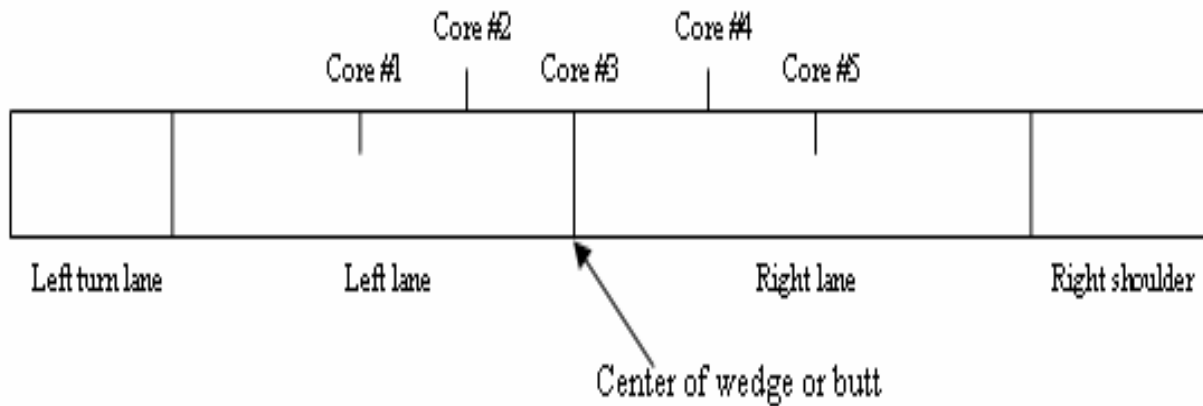 Core #2
Core #4
Core #1
Core #3
Core #5
Left turn lane
Left lane
Right lane
Right shoulder
Center of wedge or butt